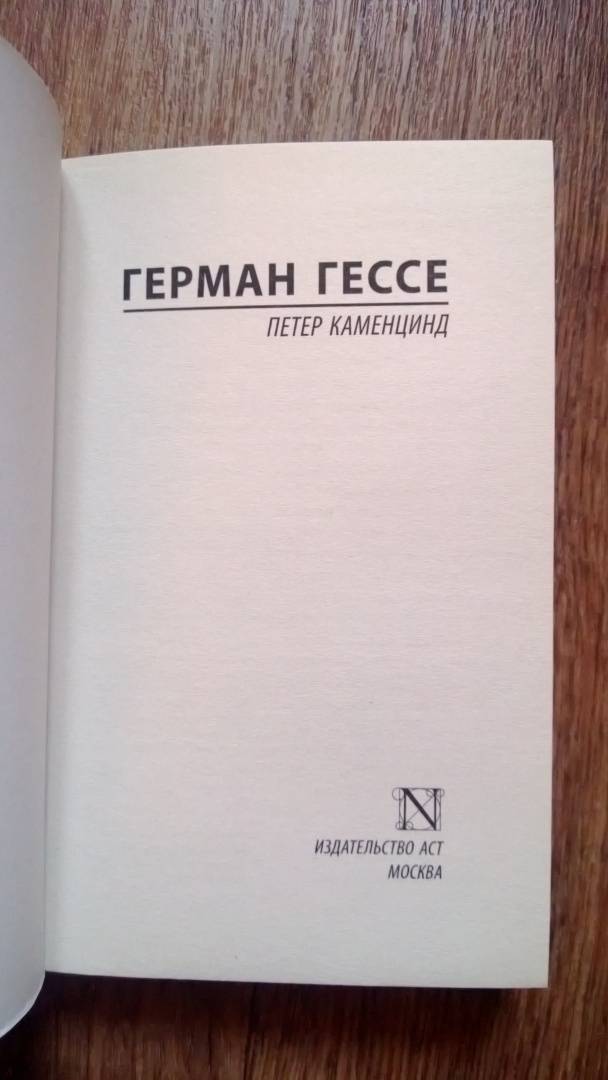 ГЕРМАН ГЕССЕ
ПЕТЕР КАМЕНЦИНД
N
ИЗДАТЕЛЬСТВО АСТ
МОСКВА